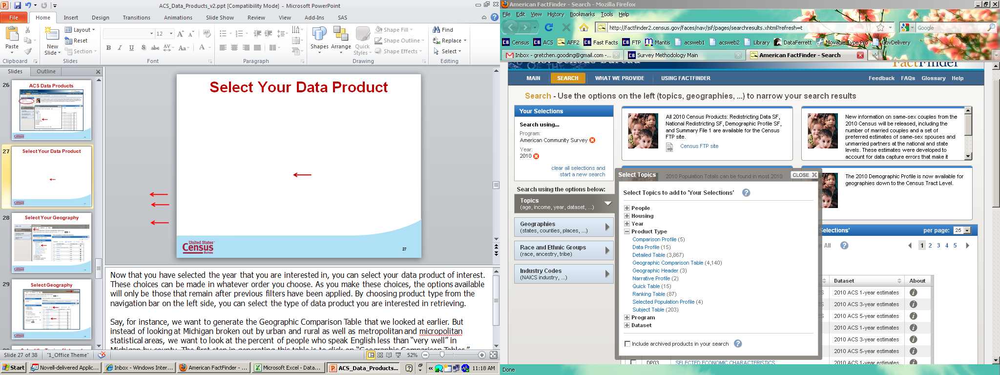 ACS_Data_Products_v2.ppt [Compatibility Mode] - Microsoft PowerPoint
File Home Insert Design Transitions Animations Slide Show Review View Add-Ins SAS
Paste
Clipboard
New Slide
Layout
Reset
Section
Slides
12
Font
Paragraph
Shapes
Arrange
Quick Styles
Shape Fill
Shape Outline
Shape Effects
Drawing
Find
Replace
Select
Editing
Slides Outline
26
ACS Data Products
27
Select Your Data Product
28
Select Your Geography
29
Select Geography
Select Your Data Product
United States
Census
Bureau
27
Now that you have selected the year that you are interested in, you can select your data product of interest.
These choices can be made in whatever order you choose. As you make these choices, the options available
will only be those that remain after previous filters have been applied. By choosing product type from the
navigation bar on the left side, you can select the type of data product you are interested in retrieving.
Say, for instance, we want to generate the Geographic Comparison Table that we looked at earlier. But
instead of looking at Michigan broken out by urban and rural as well as metropolitan and micropolitan
statistical areas, we want to look at the percent of people who speak English less than “very well” in
Michigan by county. The first step in generating this table is to click on “Geographic Comparison Tables.”
Slide 27 of 38
"1_Office Theme"
52%
Start
Novell-delivered Applic...
Inbox - Windows Inter...
American FactFinder - ...
Microsoft Excel - Data...
ACS_Data_Products...
11:18 AM
American FactFinder - Search - Mozilla Firefox
File Edit View History Bookmarks Tools Help
http://factfinder2.census.gov/faces/nav/jsf/pages/searchresults.xhtml?refresh=t
Google
Census ACS AFF2 Fast Facts FTP Mantis acsweb1 acsweb2 Library DataFerrett Movable Type Pro GovDelivery
Inbox - gretchen.gooding@gmail.com -...
Survey Methodology Main
American FactFinder - Search
FactFinder
MAIN SEARCH WHAT WE PROVIDE USING FACTFINDER
Feedback FAQs Glossary Help
Search - Use the options on the left (topics, geographies, ...) to narrow your search results
Your Selections
Search using...
Program:
American Community Survey
Year:
2010
clear all selections and
start a new search
Search using the options below:
Topics
(age, income, year, dataset, ...)
Geographies
(states, counties, places, ...)
Race and Ethnic Groups
(race, ancestry, tribe)
Industry Codes
(NAICS industry, ...)
All 2010 Census Products: Redistricting Data SF,
National Redistricting SF, Demographic Profile SF,
and Summary File 1 are available for the Census
FTP site.
Census FTP site
New information on same-sex couples from the
2010 Census will be released, including the
number of married couples and a set of
preferred estimates of same-sex spouses and
unmarried partners at the national and state
levels. These estimates were developed to
account for data capture errors that make it
2010 Population Totals can be found in most 2010
The 2010 Demographic Profile is now available for
geographies down to the Census Tract Level.
Select Topics
CLOSE
Select Topics to add to 'Your Selections'
People
Housing
Year
Product Type
Comparison Profile (5)
Data Profile (15)
Detailed Table (3,867)
Geographic Comparison Table (4,140)
Geographic Header (3)
Narrative Profile (2)
Quick Table (15)
Ranking Table (87)
Selected Population Profile (4)
Subject Table (203)
Program
Dataset
Include archived products in your search
Selections'
per page: 25
All
1 2 3 4 5
Dataset About
2010 ACS 1-year estimates
2010 ACS 3-year estimates
2010 ACS 5-year estimates
2010 ACS 1-year estimates
2010 ACS 3-year estimates
2010 ACS 5-year estimates
DP03 SELECTED ECONOMIC CHARACTERISTICS 2010 ACS 1-year estimates
Done